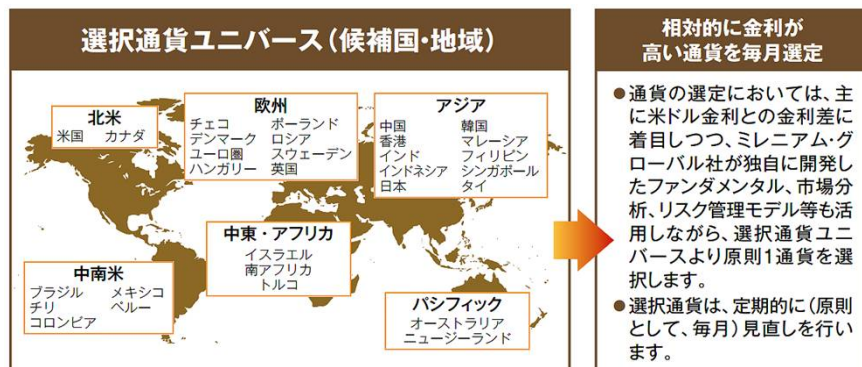 選択通貨ユニバース(候補国・地域)
北米
米国 カナダ
欧州
チェコ ポーランド
デンマーク ロシア
ユーロ圏 スウェーデン
ハンガリー 英国
アジア
中国 韓国
香港 マレーシア
インド フィリピン
インドネシア シンガポール
日本 タイ
中東・アフリカ
イスラエル
南アフリカ
トルコ
中南米
ブラジル メキシコ
チリ ペルー
コロンビア
パシフィック
オーストラリア
ニュージーランド
相対的に金利が
高い通貨を毎月選定
●通貨の選定においては、主
に米ドル金利との金利差に
着目しつつ、ミレニアム・グ
ローバル社が独自に開発し
たファンダメンタル、市場分
析、リスク管理モデル等も活
用しながら、選択通貨ユニ
バースより原則1通貨を選
択します。
●選択通貨は、定期的に(原則
として、毎月)見直しを行い
ます。